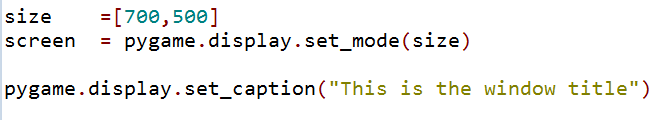 size    =[700,500]
screen  = pygame.display.set_mode(size)
pygame.display.set_caption("This is the window title")